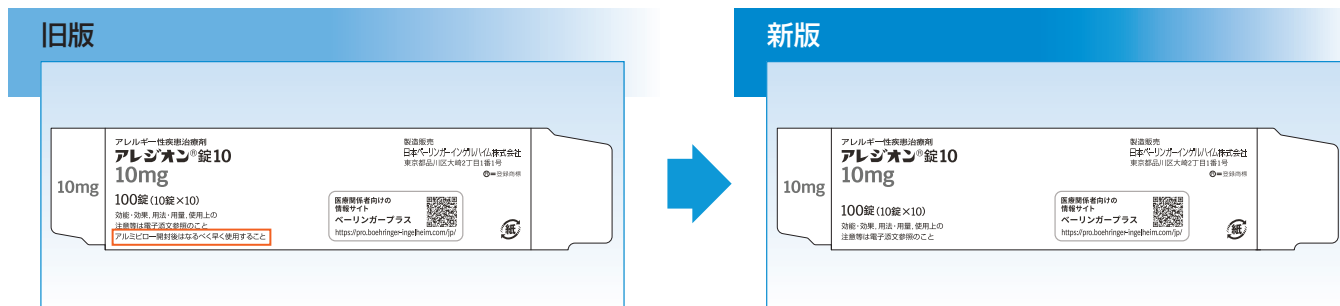 旧版
10mg
アレルギー性疾患治療剤
アレジオン®錠10
10mg
100錠(10錠×10)
効能・効果、用法・用量、使用上の
注意等は電子添文参照のこと
アルミピロー開封後はなるべく早く使用すること
製造販売
日本ベーリンガーインゲルハイム株式会社
東京都品川区大崎2丁目1番1号
®=登録商標
医療関係者向けの
情報サイト
ベーリンガープラス
https://pro.boehringer-ingelheim.com/jp/
紙
新版
10mg
アレルギー性疾患治療剤
アレジオン®錠10
10mg
100錠(10錠×10)
効能・効果、用法・用量、使用上の
注意等は電子添文参照のこと
製造販売
日本ベーリンガーインゲルハイム株式会社
東京都品川区大崎2丁目1番1号
®=登録商標
医療関係者向けの
情報サイト
ベーリンガープラス
https://pro.boehringer-ingelheim.com/jp/
紙